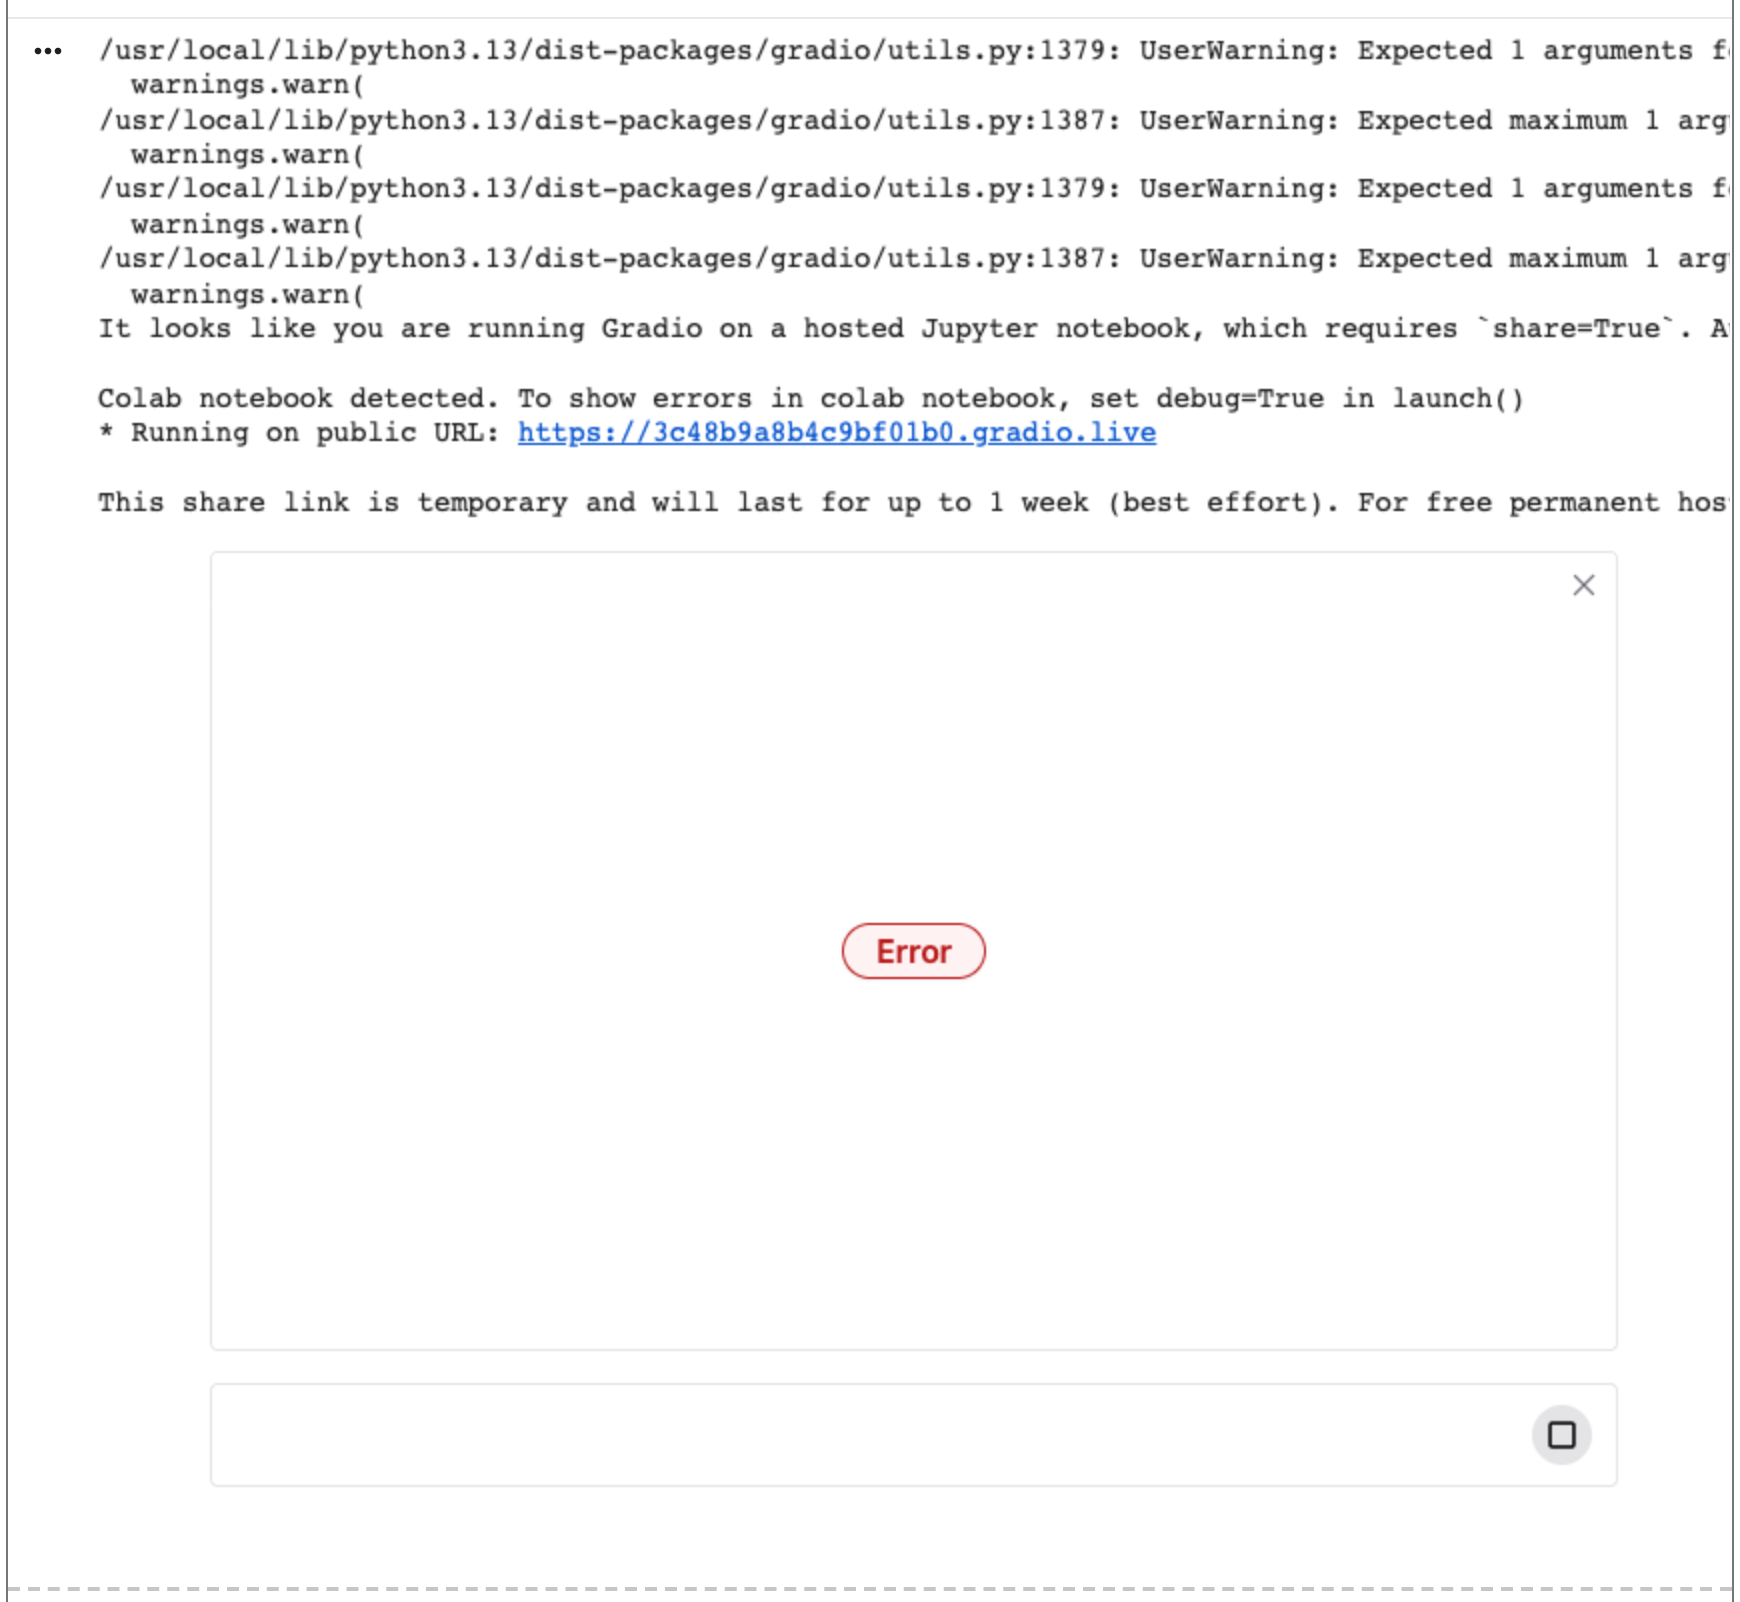 /usr/local/lib/python3.13/dist-packages/gradio/utils.py:1379: UserWarning: Expected 1 arguments
warnings.warn(
/usr/local/lib/python3.13/dist-packages/gradio/utils.py:1387: UserWarning: Expected maximum 1
warnings.warn(
/usr/local/lib/python3.13/dist-packages/gradio/utils.py:1379: UserWarning: Expected 1 arguments
warnings.warn(
/usr/local/lib/python3.13/dist-packages/gradio/utils.py:1387: UserWarning: Expected maximum 1
warnings.warn(
It looks like you are running Gradio on a hosted Jupyter notebook, which requires `share=True`.
Colab notebook detected. To show errors in colab notebook, set debug=True in launch()
* Running on public URL: https://3c48b9a8b4c9bf01b0.gradio.live
This share link is temporary and will last for up to 1 week (best effort). For free permanent
Error